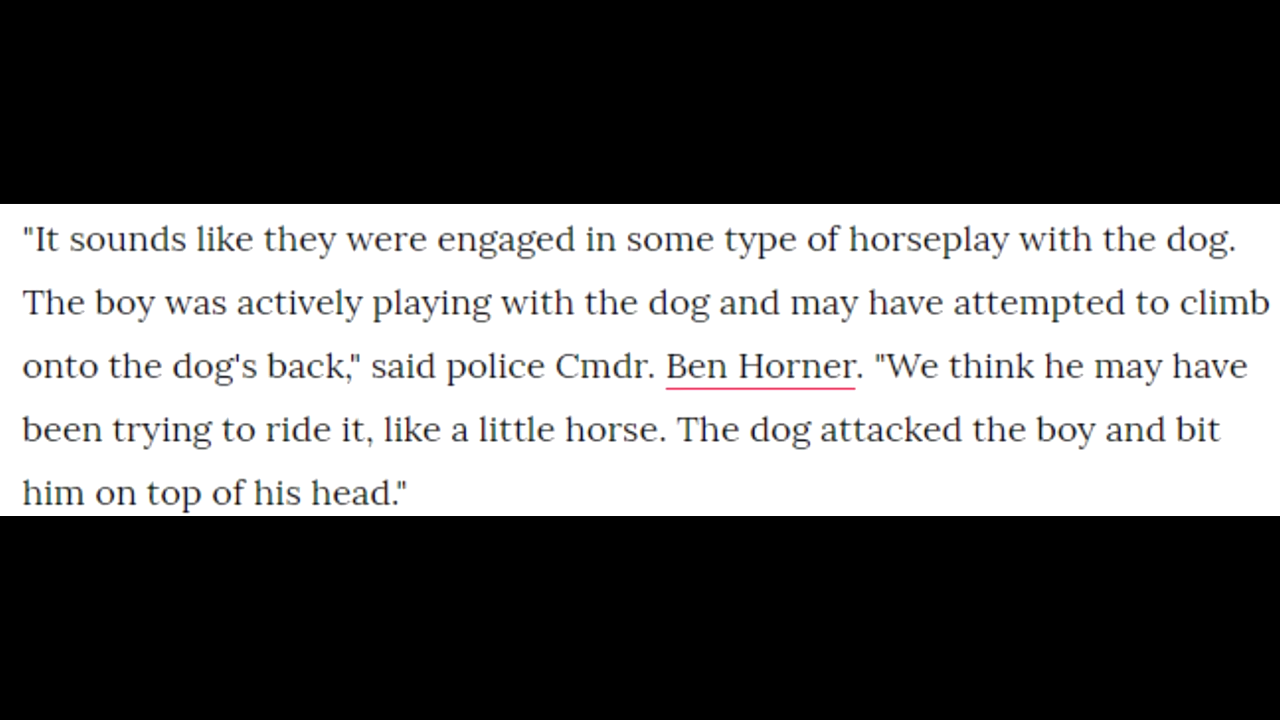 "It sounds like they were engaged in some type of horseplay with the dog.
The boy was actively playing with the dog and may have attempted to climb
onto the dog's back," said police Cmdr. Ben Horner. "We think he may have
been trying to ride it, like a little horse. The dog attacked the boy and bit
him on top of his head."